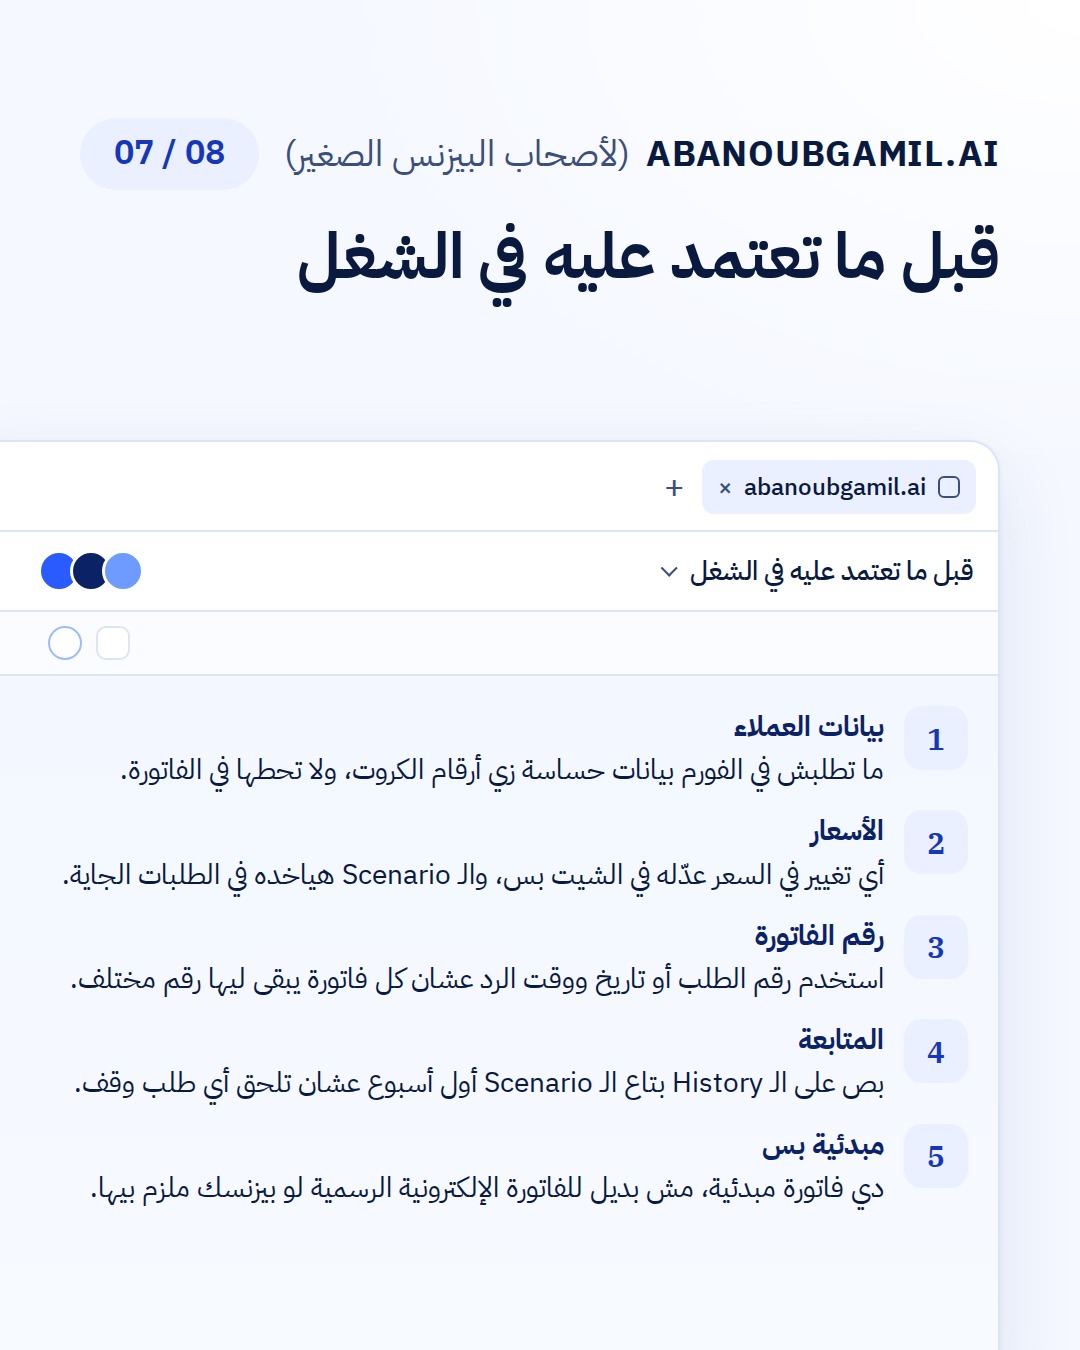 ABANOUBGAMIL.AI (لأصحاب البيزنس الصغير) 07 / 08
قبل ما تعتمد عليه في الشغل
abanoubgamil.ai × +
قبل ما تعتمد عليه في الشغل
1
بيانات العملاء
ما تطلبش في الفورم بيانات حساسة زي أرقام الكروت، ولا تحطها في الفاتورة.
2
الأسعار
أي تغيير في السعر عدّله في الشيت بس، والـ Scenario هياخده في الطلبات الجاية.
3
رقم الفاتورة
استخدم رقم الطلب أو تاريخ ووقت الرد عشان كل فاتورة يبقى ليها رقم مختلف.
4
المتابعة
بص على الـ History بتاع الـ Scenario أول أسبوع عشان تلحق أي طلب وقف.
5
مبدئية بس
دي فاتورة مبدئية، مش بديل للفاتورة الإلكترونية الرسمية لو بيزنسك ملزم بيها.